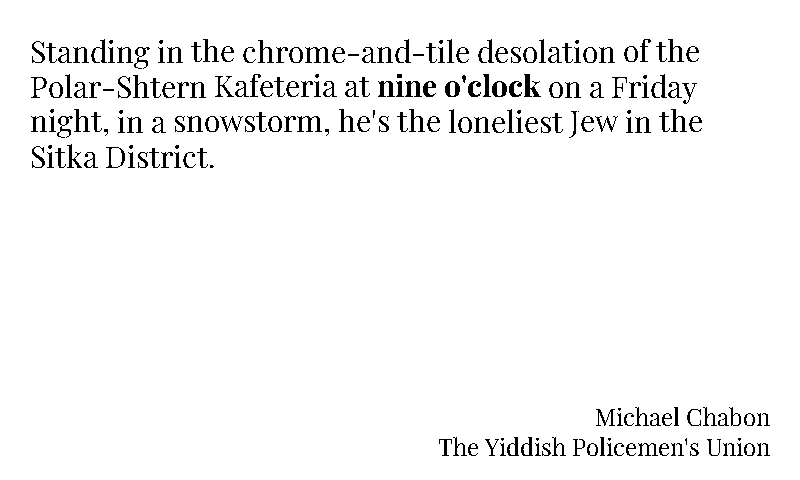 Standing in the chrome-and-tile desolation of the
Polar-Shtern Kafeteria at nine o'clock on a Friday
night, in a snowstorm, he's the loneliest Jew in the
Sitka District.
Michael Chabon
The Yiddish Policemen's Union